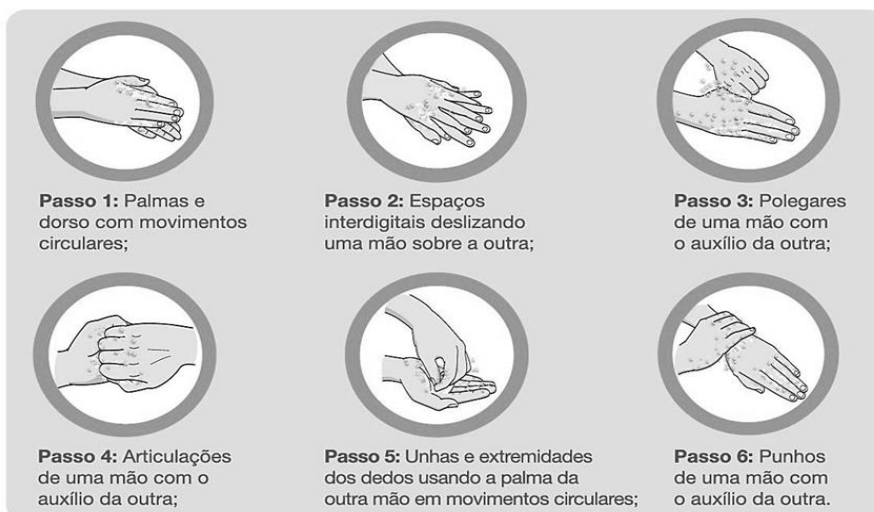 Passo 1: Palmas e
dorso com movimentos
circulares;
Passo 2: Espaços
interdigitais deslizando
uma mão sobre a outra;
Passo 3: Polegares
de uma mão com
o auxílio da outra;
Passo 4: Articulações
de uma mão com o
auxílio da outra;
Passo 5: Unhas e extremidades
dos dedos usando a palma da
outra mão em movimentos circulares;
Passo 6: Punhos
de uma mão com
o auxílio da outra.